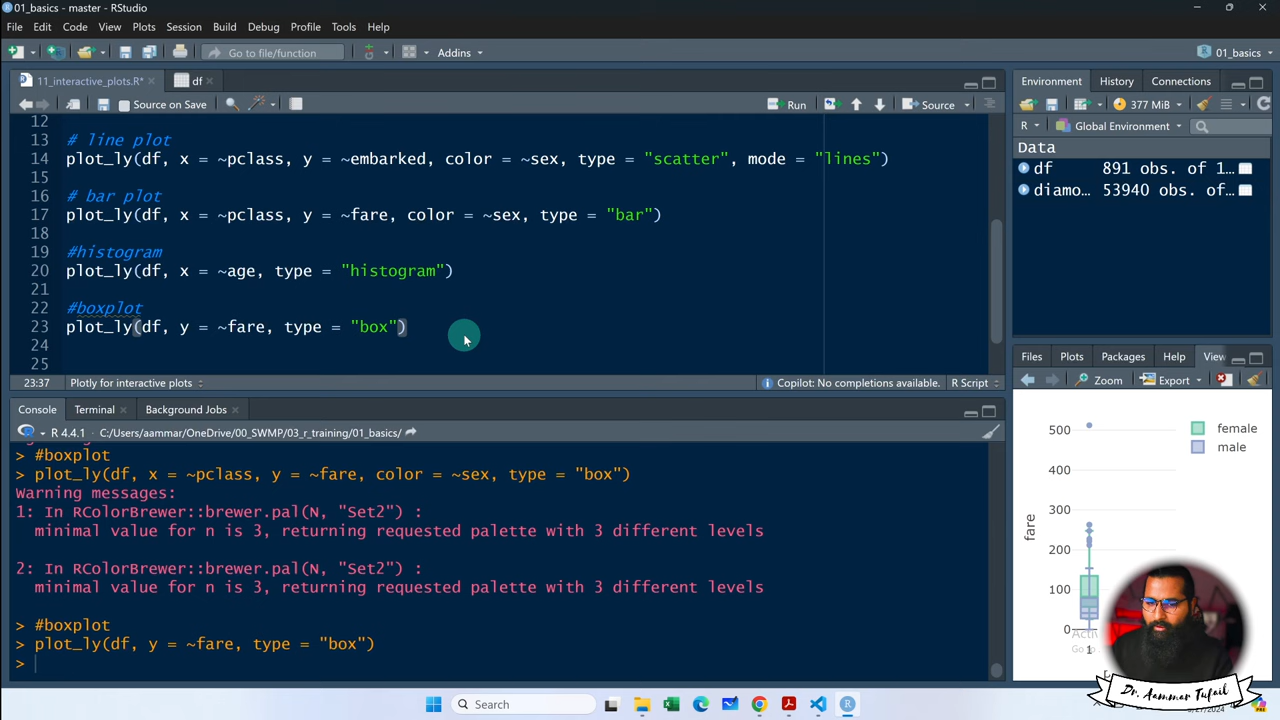 01_basics - master - RStudio
File Edit Code View Plots Session Build Debug Profile Tools Help
Go to file/function Addins 01_basics
11_interactive_plots.R* df
Source on Save Run Source
12
13 # line plot
14 plot_ly(df, x = ~pclass, y = ~embarked, color = ~sex, type = "scatter", mode = "lines")
15
16 # bar plot
17 plot_ly(df, x = ~pclass, y = ~fare, color = ~sex, type = "bar")
18
19 #histogram
20 plot_ly(df, x = ~age, type = "histogram")
21
22 #boxplot
23 plot_ly(df, y = ~fare, type = "box")
24
25
23:37 Plotly for interactive plots Copilot: No completions available. R Script
Console Terminal Background Jobs
R 4.4.1 · C:/Users/aammar/OneDrive/00_SWMP/03_r_training/01_basics/
> #boxplot
> plot_ly(df, x = ~pclass, y = ~fare, color = ~sex, type = "box")
Warning messages:
1: In RColorBrewer::brewer.pal(N, "Set2") :
minimal value for n is 3, returning requested palette with 3 different levels
2: In RColorBrewer::brewer.pal(N, "Set2") :
minimal value for n is 3, returning requested palette with 3 different levels
> #boxplot
> plot_ly(df, y = ~fare, type = "box")
>
Environment History Connections
377 MiB
R Global Environment
Data
df 891 obs. of 1…
diamo… 53940 obs. of…
Files Plots Packages Help View
Zoom Export
female
male
500
400
300
200
100
0
fare
1
Dr. Aammar Tufail
Search